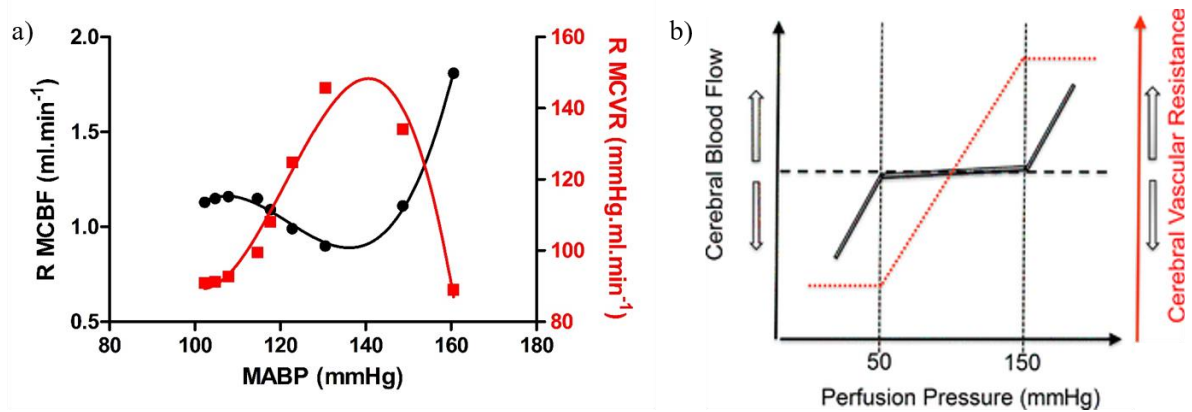 a)
2.0
1.5
1.0
0.5
R MCBF (ml.min⁻¹)
160
140
120
100
80
R MCVR (mmHg.ml.min⁻¹)
100 120 140 160 180
MABP (mmHg)
b)
Cerebral Blood Flow
Cerebral Vascular Resistance
50 150
Perfusion Pressure (mmHg)